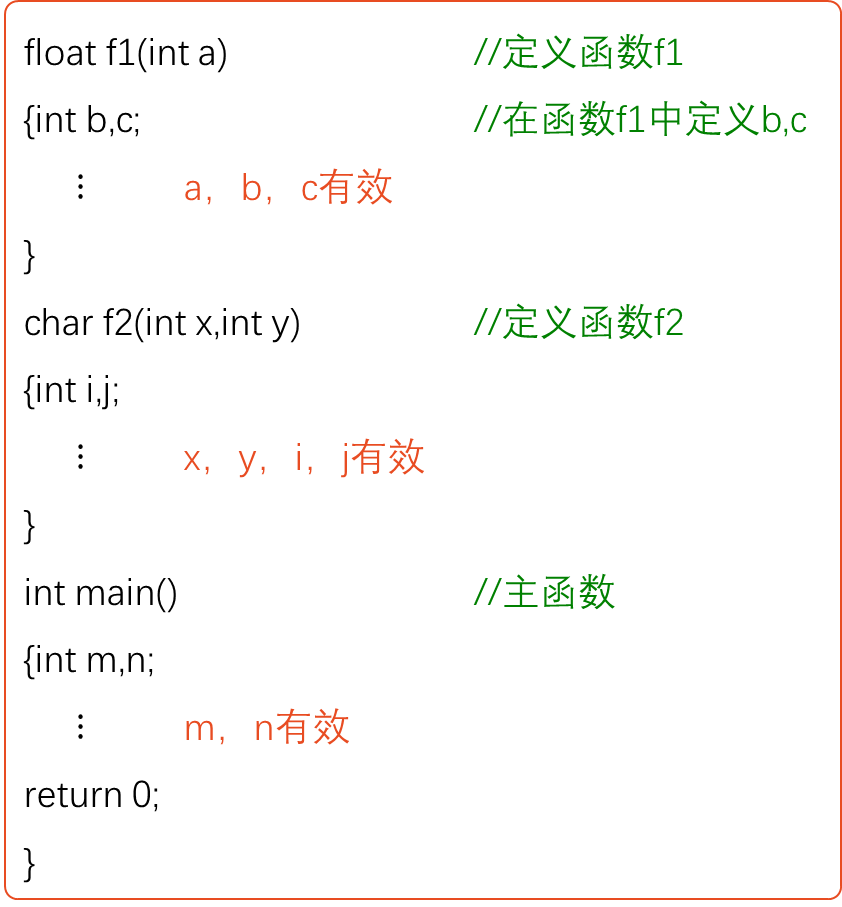 float f1(int a) //定义函数f1
{int b,c; //在函数f1中定义b,c
⋮ a，b，c有效
}
char f2(int x,int y) //定义函数f2
{int i,j;
⋮ x，y，i，j有效
}
int main() //主函数
{int m,n;
⋮ m，n有效
return 0;
}